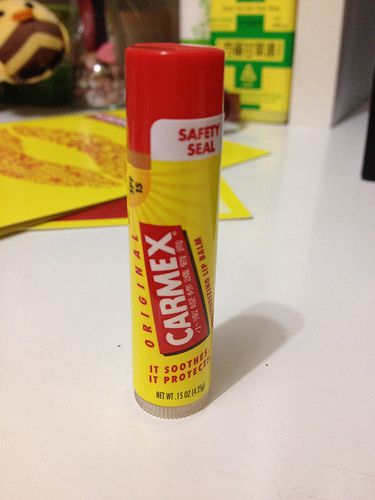 SAFETY
SEAL
SPF
15
ORIGINAL
CARMEX®
LIP BALM
IT SOOTHES.
IT PROTECTS
NET WT .15 OZ (4.25g)